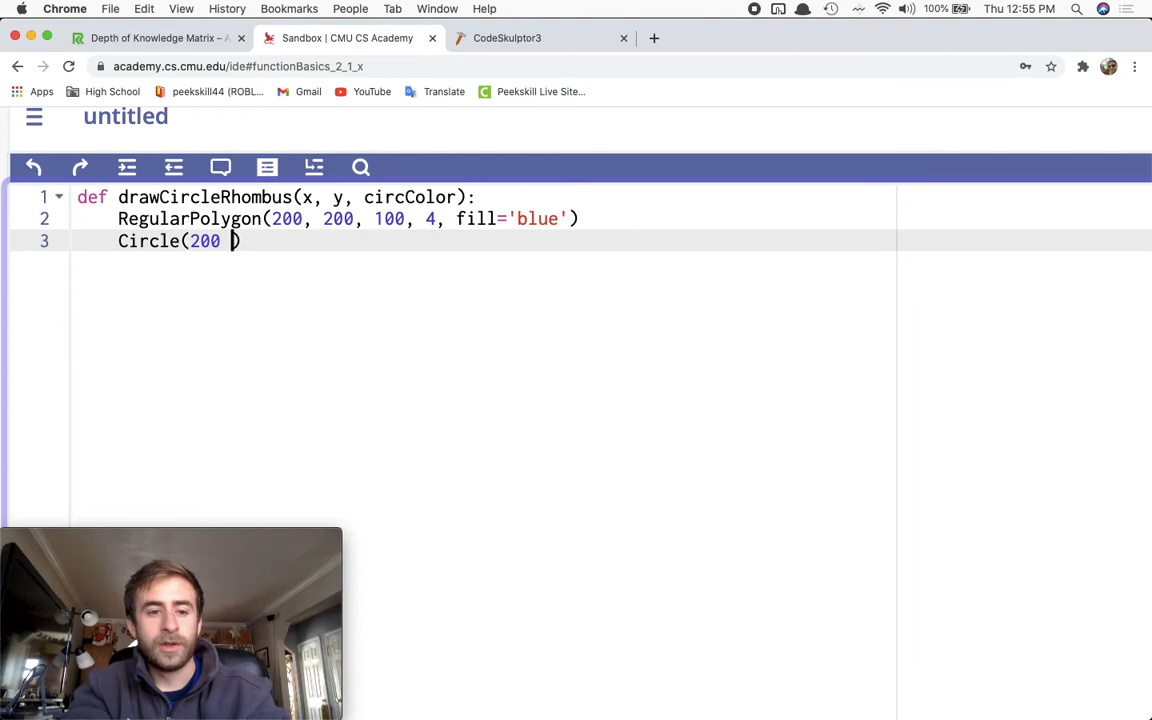 Chrome File Edit View History Bookmarks People Tab Window Help 100% Thu 12:55 PM
Depth of Knowledge Matrix – A Sandbox | CMU CS Academy CodeSkulptor3
academy.cs.cmu.edu/ide#functionBasics_2_1_x
Apps High School peekskill44 (ROBL... Gmail YouTube Translate Peekskill Live Site...
untitled
1 def drawCircleRhombus(x, y, circColor):
2 RegularPolygon(200, 200, 100, 4, fill='blue')
3 Circle(200 )